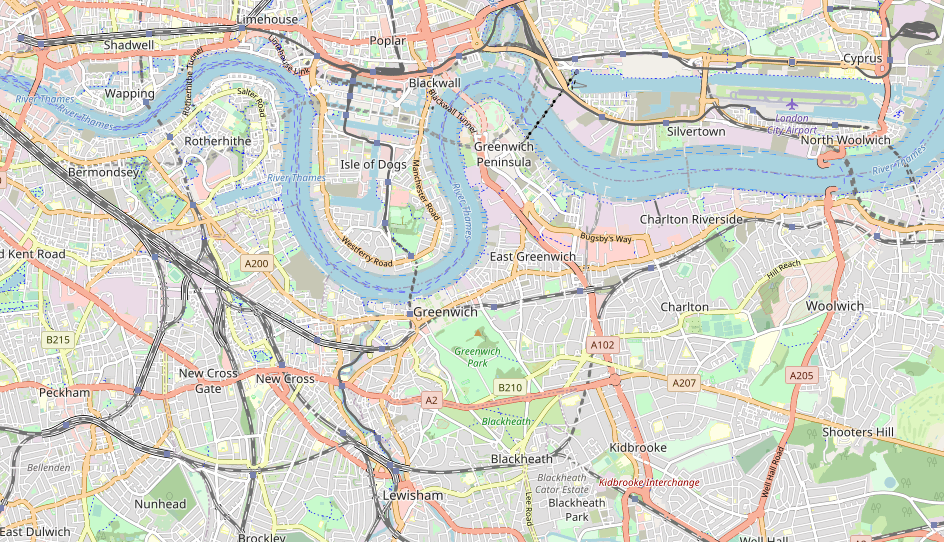 Limehouse
Shadwell
Poplar
Limehouse Link
Rotherhithe Tunnel
Cyprus
Blackwall
Wapping
River Thames
River Thames
Salter Road
Blackwall Tunnel
London
City Airport
Silvertown
Rotherhithe
Greenwich
Peninsula
North Woolwich
Isle of Dogs
Bermondsey
River Thames
River Thames
Manchester Road
River Thames
Charlton Riverside
Bugsby's Way
Westferry Road
d Kent Road
A200
East Greenwich
Hill Reach
Charlton
Woolwich
Greenwich
B215
A102
Greenwich
Park
New Cross
Gate
New Cross
A205
A207
B210
Peckham
A2
Blackheath
Shooters Hill
Kidbrooke
Blackheath
Bellenden
Well Hall Road
Blackheath
Cator Estate
Kidbrooke Interchange
Lewisham
Nunhead
Lee Road
Blackheath
Park
East Dulwich
Brockley
Well Hall